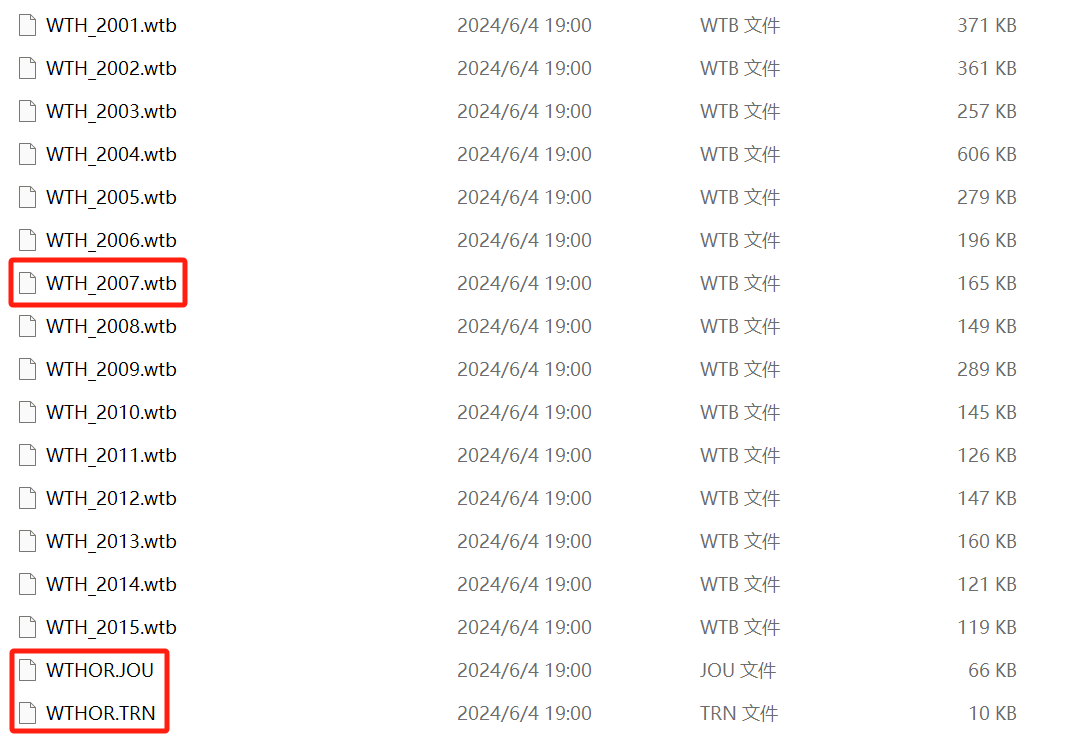 WTH_2001.wtb 2024/6/4 19:00 WTB 文件 371 KB
WTH_2002.wtb 2024/6/4 19:00 WTB 文件 361 KB
WTH_2003.wtb 2024/6/4 19:00 WTB 文件 257 KB
WTH_2004.wtb 2024/6/4 19:00 WTB 文件 606 KB
WTH_2005.wtb 2024/6/4 19:00 WTB 文件 279 KB
WTH_2006.wtb 2024/6/4 19:00 WTB 文件 196 KB
WTH_2007.wtb 2024/6/4 19:00 WTB 文件 165 KB
WTH_2008.wtb 2024/6/4 19:00 WTB 文件 149 KB
WTH_2009.wtb 2024/6/4 19:00 WTB 文件 289 KB
WTH_2010.wtb 2024/6/4 19:00 WTB 文件 145 KB
WTH_2011.wtb 2024/6/4 19:00 WTB 文件 126 KB
WTH_2012.wtb 2024/6/4 19:00 WTB 文件 147 KB
WTH_2013.wtb 2024/6/4 19:00 WTB 文件 160 KB
WTH_2014.wtb 2024/6/4 19:00 WTB 文件 121 KB
WTH_2015.wtb 2024/6/4 19:00 WTB 文件 119 KB
WTHOR.JOU 2024/6/4 19:00 JOU 文件 66 KB
WTHOR.TRN 2024/6/4 19:00 TRN 文件 10 KB